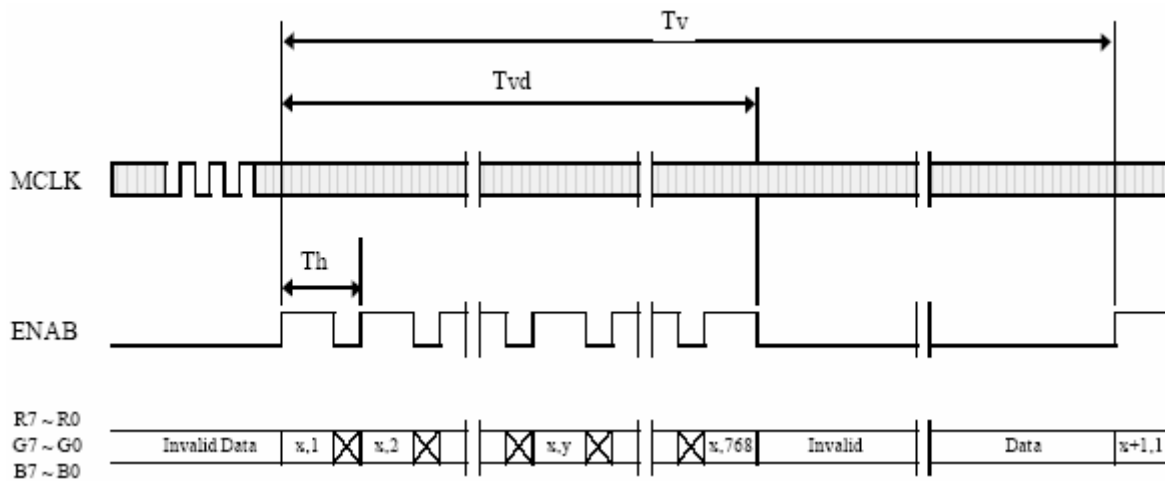 Tv
Tvd
MCLK
Th
ENAB
R7 ~ R0
G7 ~ G0 Invalid Data x,1 x,2 x,y x,768 Invalid Data x+1,1
B7 ~ B0